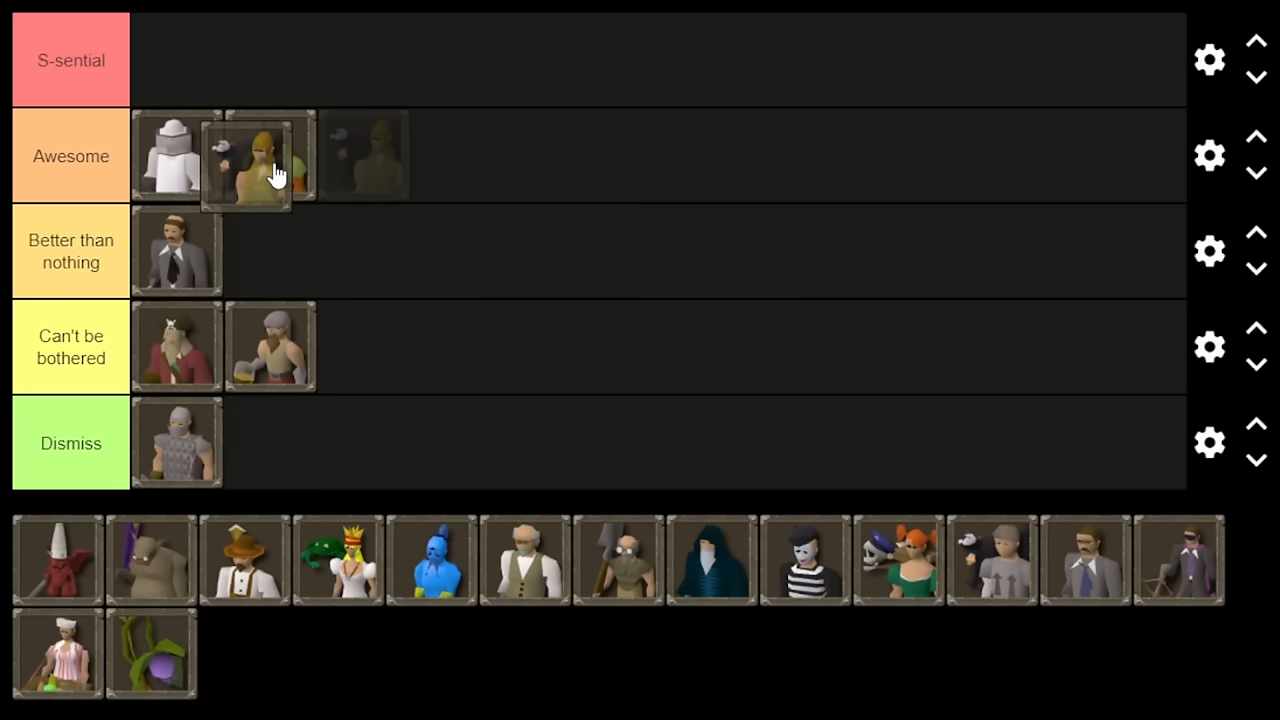 S-sential
Awesome
Better than
nothing
Can't be
bothered
Dismiss